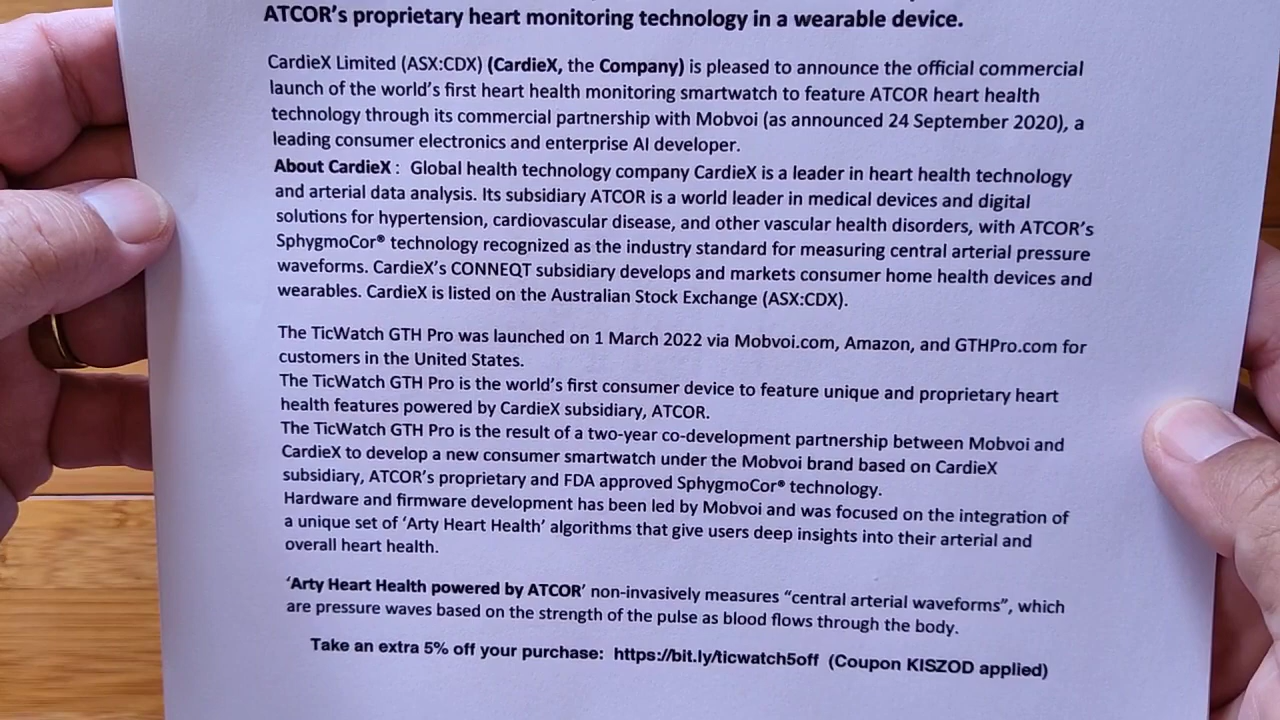 ATCOR's proprietary heart monitoring technology in a wearable device.
CardieX Limited (ASX:CDX) (CardieX, the Company) is pleased to announce the official commercial
launch of the world's first heart health monitoring smartwatch to feature ATCOR heart health
technology through its commercial partnership with Mobvoi (as announced 24 September 2020), a
leading consumer electronics and enterprise AI developer.
About CardieX : Global health technology company CardieX is a leader in heart health technology
and arterial data analysis. Its subsidiary ATCOR is a world leader in medical devices and digital
solutions for hypertension, cardiovascular disease, and other vascular health disorders, with ATCOR's
SphygmoCor® technology recognized as the industry standard for measuring central arterial pressure
waveforms. CardieX's CONNEQT subsidiary develops and markets consumer home health devices and
wearables. CardieX is listed on the Australian Stock Exchange (ASX:CDX).
The TicWatch GTH Pro was launched on 1 March 2022 via Mobvoi.com, Amazon, and GTHPro.com for
customers in the United States.
The TicWatch GTH Pro is the world's first consumer device to feature unique and proprietary heart
health features powered by CardieX subsidiary, ATCOR.
The TicWatch GTH Pro is the result of a two-year co-development partnership between Mobvoi and
CardieX to develop a new consumer smartwatch under the Mobvoi brand based on CardieX
subsidiary, ATCOR's proprietary and FDA approved SphygmoCor® technology.
Hardware and firmware development has been led by Mobvoi and was focused on the integration of
a unique set of 'Arty Heart Health' algorithms that give users deep insights into their arterial and
overall heart health.
'Arty Heart Health powered by ATCOR' non-invasively measures "central arterial waveforms", which
are pressure waves based on the strength of the pulse as blood flows through the body.
Take an extra 5% off your purchase: https://bit.ly/ticwatch5off (Coupon KISZOD applied)